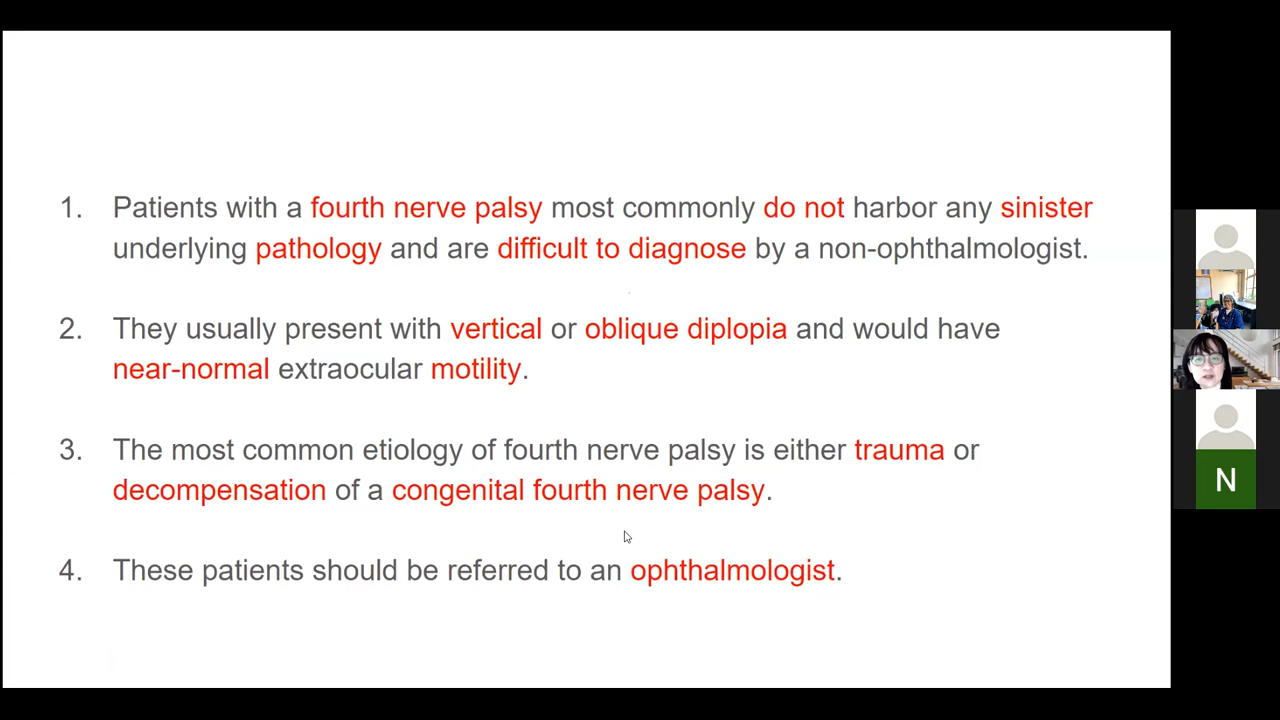 1. Patients with a fourth nerve palsy most commonly do not harbor any sinister
underlying pathology and are difficult to diagnose by a non-ophthalmologist.
2. They usually present with vertical or oblique diplopia and would have
near-normal extraocular motility.
3. The most common etiology of fourth nerve palsy is either trauma or
decompensation of a congenital fourth nerve palsy.
4. These patients should be referred to an ophthalmologist.
N